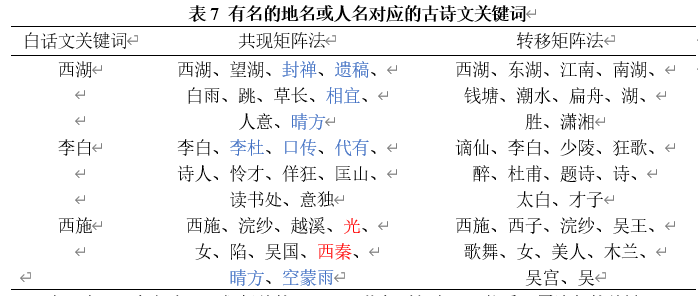 表 7 有名的地名或人名对应的古诗文关键词
白话文关键词 共现矩阵法 转移矩阵法
西湖 西湖、望湖、封禅、遗稿、 西湖、东湖、江南、南湖、
白雨、跳、草长、相宜、 钱塘、潮水、扁舟、湖、
人意、晴方 胜、潇湘
李白 李白、李杜、口传、代有、 谪仙、李白、少陵、狂歌、
诗人、怜才、佯狂、匡山、 醉、杜甫、题诗、诗、
读书处、意独 太白、才子
西施 西施、浣纱、越溪、光、 西施、西子、浣纱、吴王、
女、陷、吴国、西秦、 歌舞、女、美人、木兰、
晴方、空蒙雨 吴宫、吴